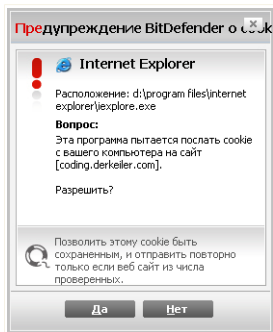 Предупреждение BitDefender о cook
Internet Explorer
Расположение: d:\program files\internet
explorer\iexplore.exe
Вопрос:
Эта программа пытается послать cookie
с вашего компьютера на сайт
[coding.derkeiler.com].
Разрешить?
Позволить этому cookie быть
сохраненным, и отправить повторно
только если веб сайт из числа
проверенных.
Да
Нет